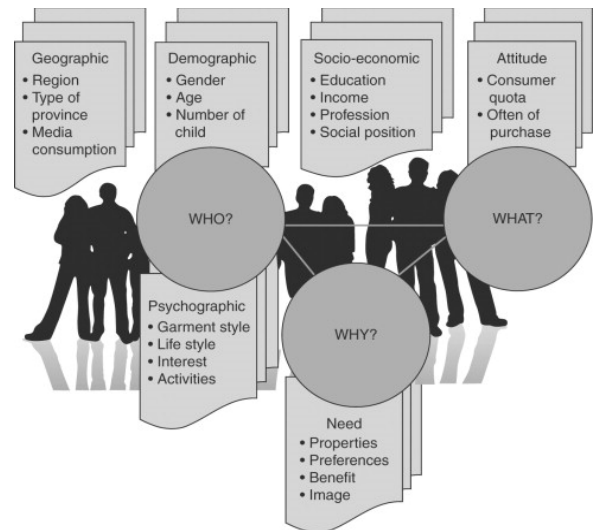 Geographic
• Region
• Type of
province
• Media
consumption
Demographic
• Gender
• Age
• Number of
child
Socio-economic
• Education
• Income
• Profession
• Social position
Attitude
• Consumer
quota
• Often of
purchase
WHO?
WHAT?
WHY?
Psychographic
• Garment style
• Life style
• Interest
• Activities
Need
• Properties
• Preferences
• Benefit
• Image